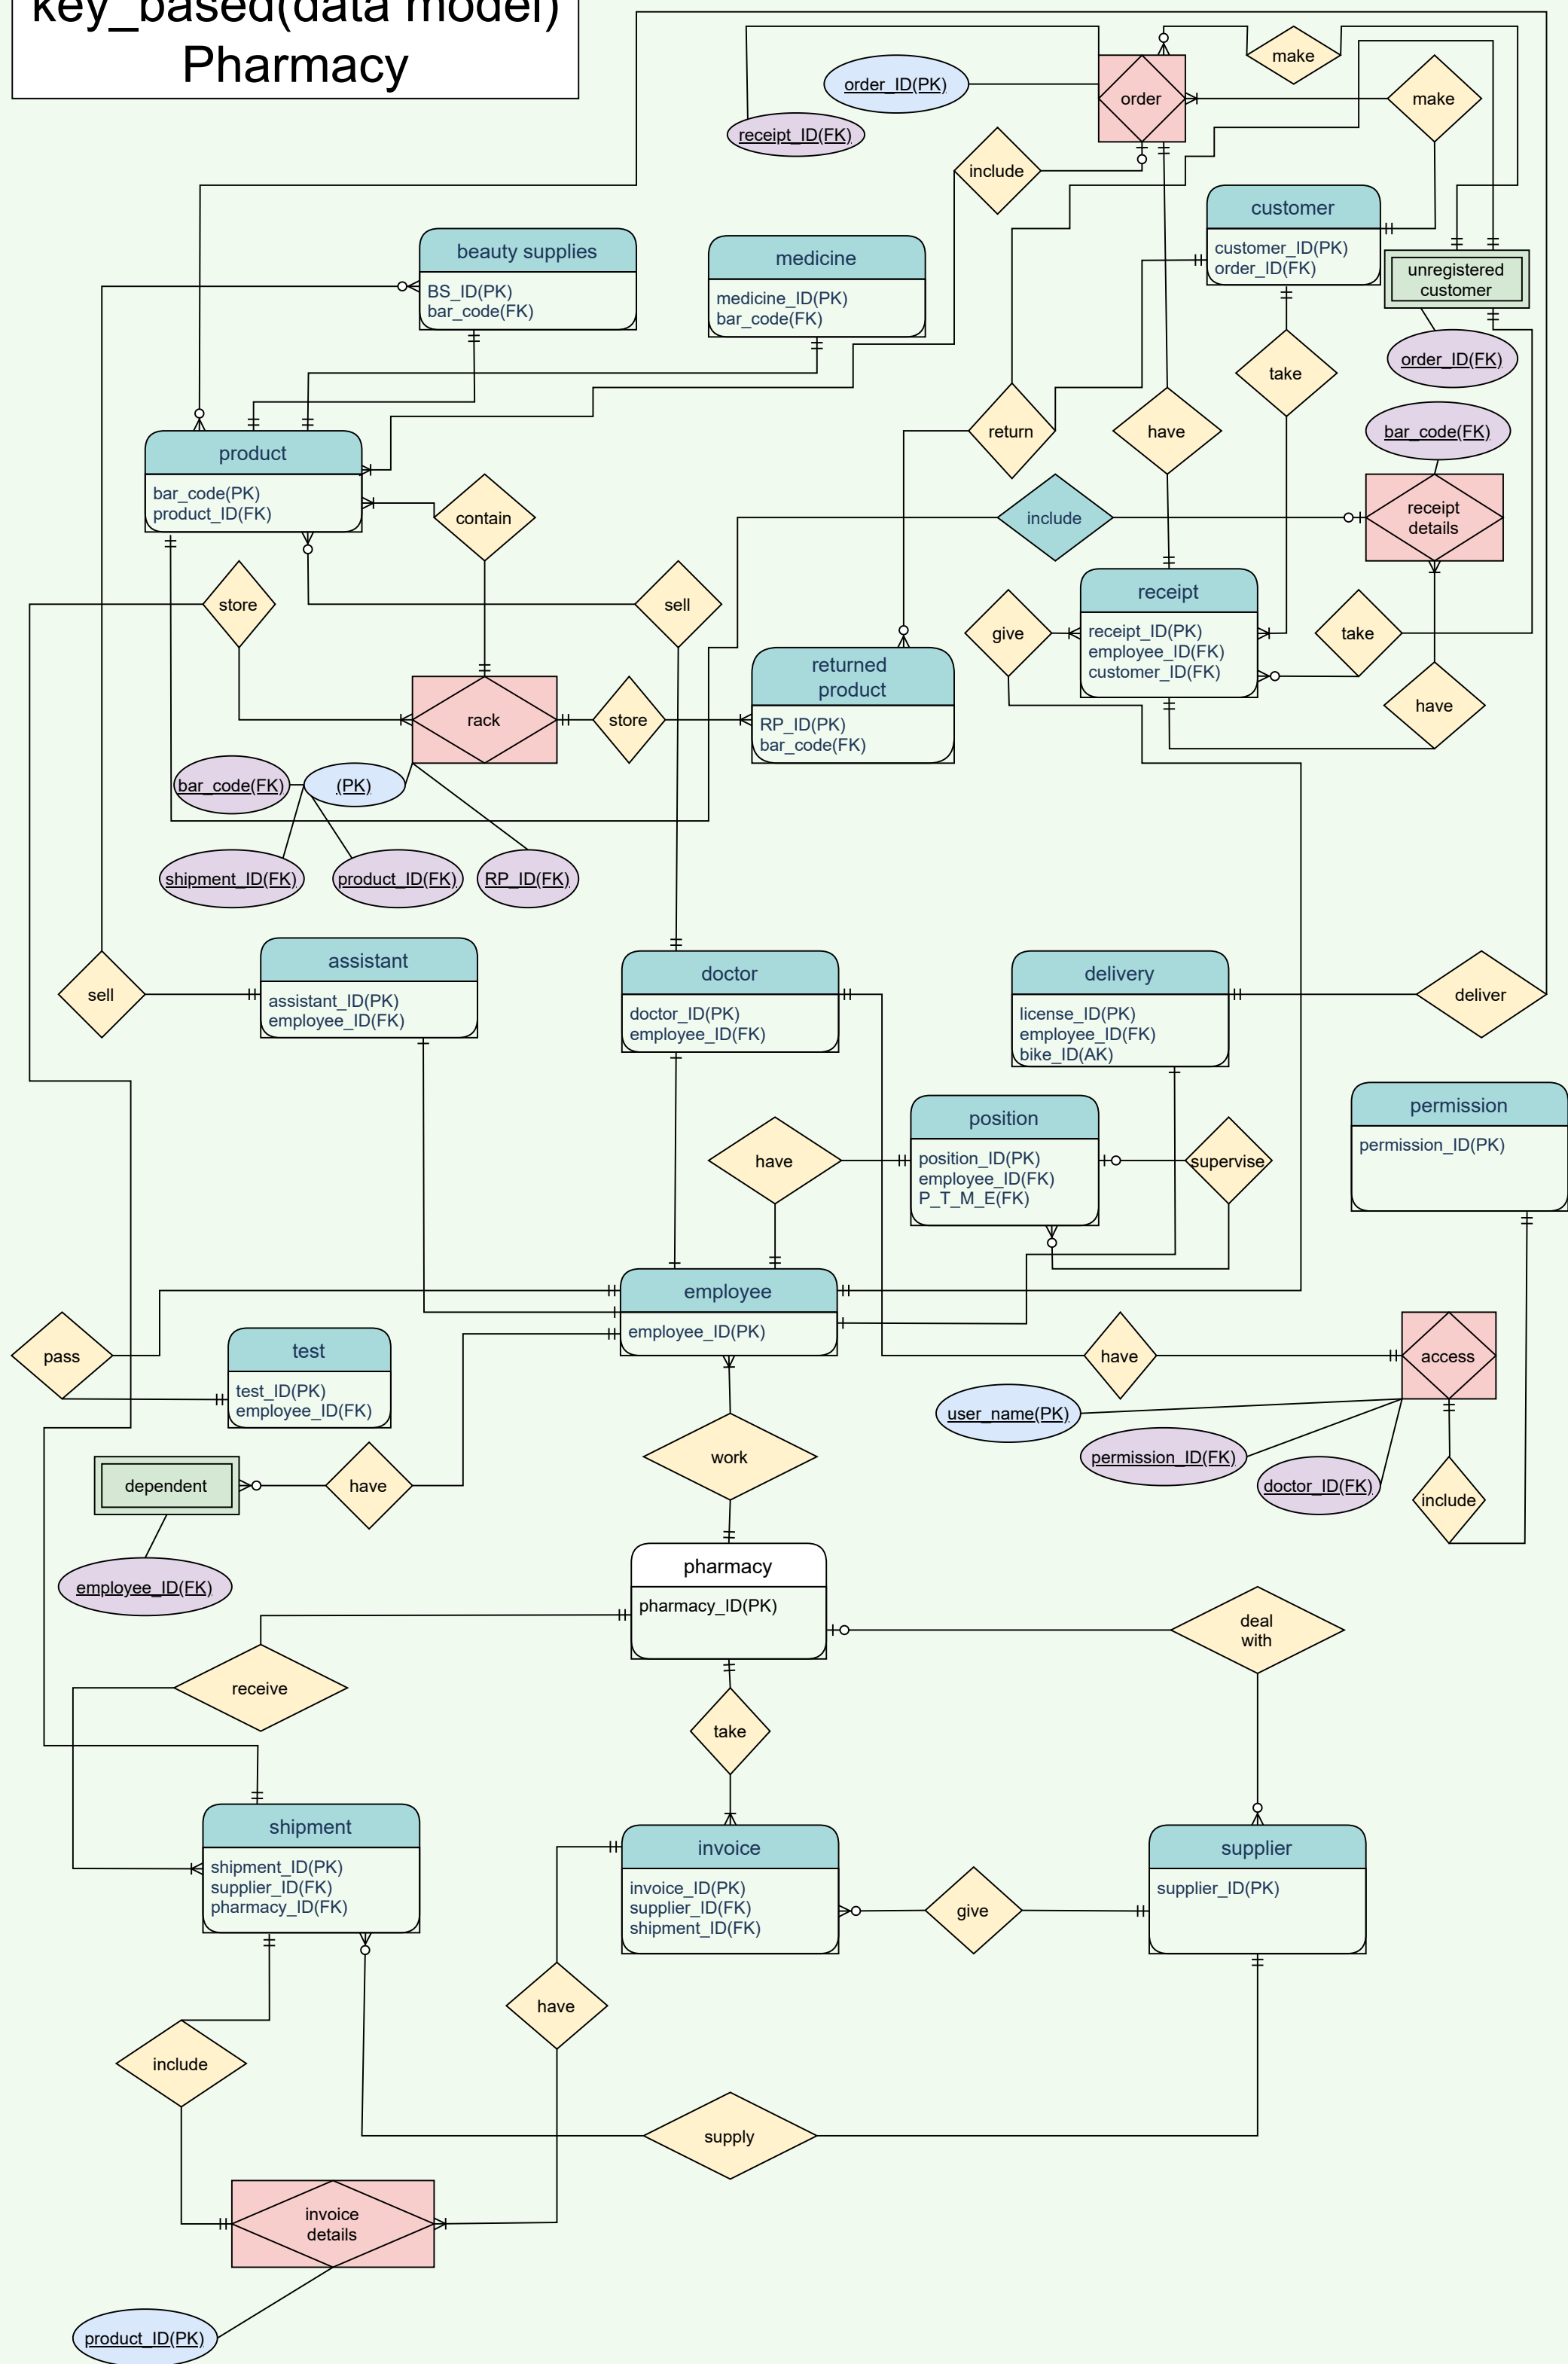 key_based(data model)
Pharmacy
make
order_ID(PK)
order
make
receipt_ID(FK)
include
customer
customer_ID(PK)
order_ID(FK)
beauty supplies
BS_ID(PK)
bar_code(FK)
medicine
medicine_ID(PK)
bar_code(FK)
unregistered
customer
order_ID(FK)
take
product
bar_code(PK)
product_ID(FK)
return
have
bar_code(FK)
contain
include
receipt
details
store
sell
give
receipt
receipt_ID(PK)
employee_ID(FK)
customer_ID(FK)
take
returned
product
RP_ID(PK)
bar_code(FK)
rack
store
have
bar_code(FK)
(PK)
shipment_ID(FK)
product_ID(FK)
RP_ID(FK)
sell
assistant
assistant_ID(PK)
employee_ID(FK)
doctor
doctor_ID(PK)
employee_ID(FK)
delivery
license_ID(PK)
employee_ID(FK)
bike_ID(AK)
deliver
permission
permission_ID(PK)
have
position
position_ID(PK)
employee_ID(FK)
P_T_M_E(FK)
supervise
employee
employee_ID(PK)
pass
test
test_ID(PK)
employee_ID(FK)
have
access
user_name(PK)
permission_ID(FK)
doctor_ID(FK)
include
dependent
have
work
employee_ID(FK)
pharmacy
pharmacy_ID(PK)
deal
with
receive
take
shipment
shipment_ID(PK)
supplier_ID(FK)
pharmacy_ID(FK)
invoice
invoice_ID(PK)
supplier_ID(FK)
shipment_ID(FK)
give
supplier
supplier_ID(PK)
have
include
supply
invoice
details
product_ID(PK)